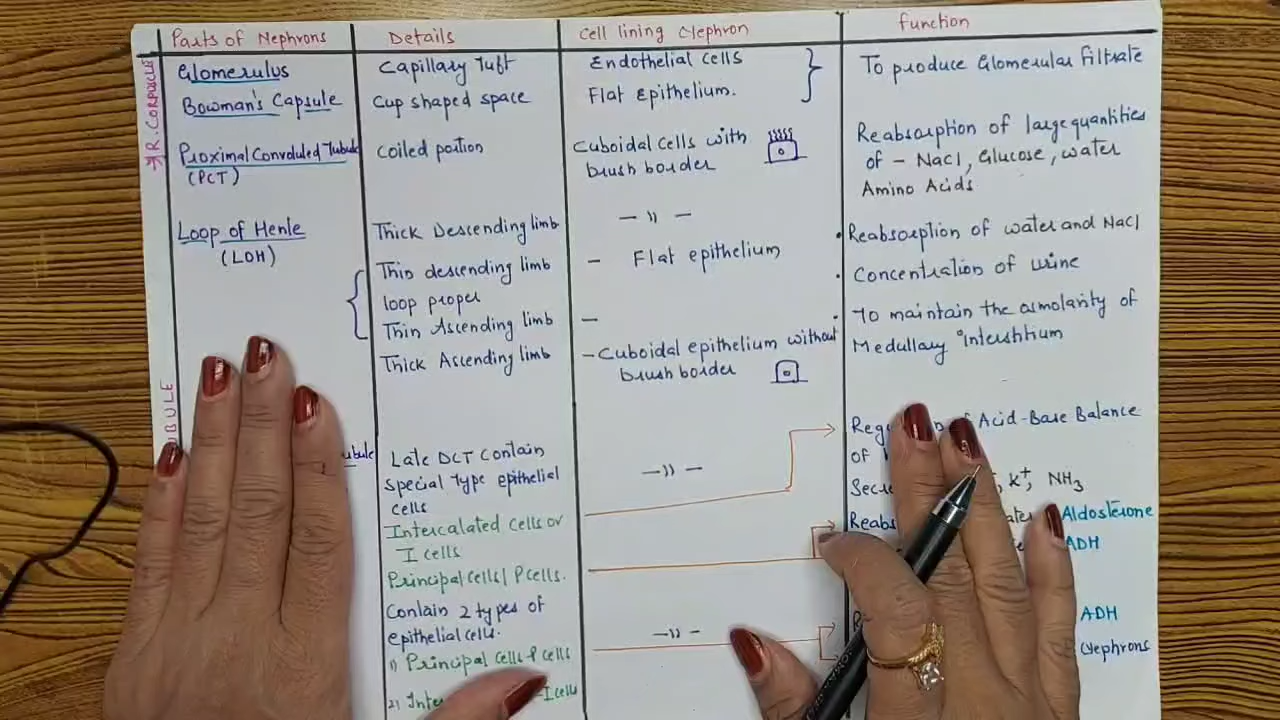 Parts of Nephrons
Details
Cell lining Nephron
function
R. CORPUSCLE
Glomerulus
Capillary Tuft
Endothelial Cells
To produce Glomerular Filtrate
Bowman's Capsule
Cup shaped space
Flat Epithelium.
Proximal Convoluted Tubule
(PCT)
Coiled portion
Cuboidal Cells with
brush border
Reabsorption of large quantities
of - NaCl, Glucose, water
Amino Acids
Loop of Henle
(LOH)
Thick Descending limb
Thin descending limb
loop proper
Thin Ascending limb
Thick Ascending limb
— ” —
- Flat epithelium
-
- Cuboidal epithelium without
brush border
Reabsorption of water and NaCl
Concentration of urine
To maintain the osmolarity of
Medullary Interstitium
Late DCT contain
special type epithelial
cells
Intercalated cells or
I cells
Principal cells/ P cells.
— ” —
Acid-Base Balance
of
K+, NH3
Aldosterone
ADH
Contain 2 types of
epithelial cells.
1) Principal cells P cells
2) I cells
— ” —
ADH
Nephrons